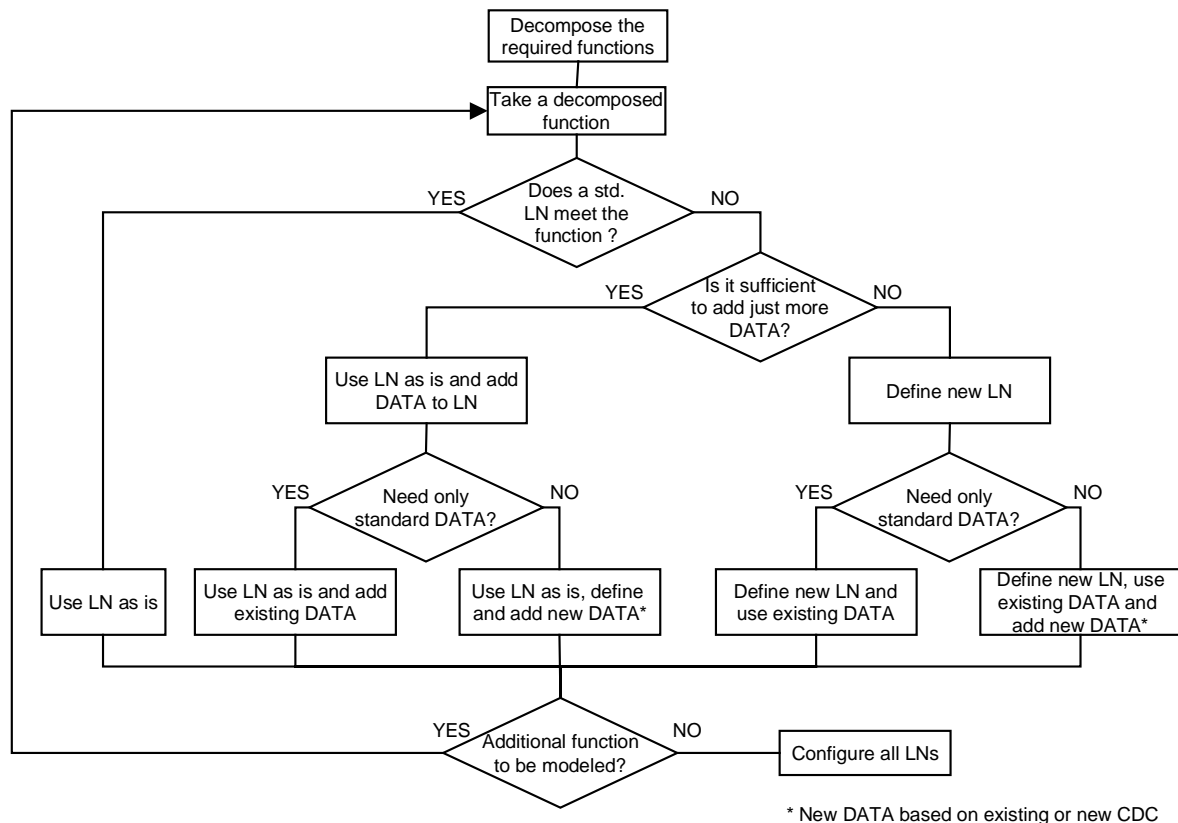 Decompose the
required functions
Take a decomposed
function
YES
Does a std.
LN meet the
function ?
NO
YES
Is it sufficient
to add just more
DATA?
NO
Use LN as is and add
DATA to LN
Define new LN
YES
Need only
standard DATA?
NO
YES
Need only
standard DATA?
NO
Use LN as is
Use LN as is and add
existing DATA
Use LN as is, define
and add new DATA*
Define new LN and
use existing DATA
Define new LN, use
existing DATA and
add new DATA*
YES
Additional function
to be modeled?
NO
Configure all LNs
* New DATA based on existing or new CDC